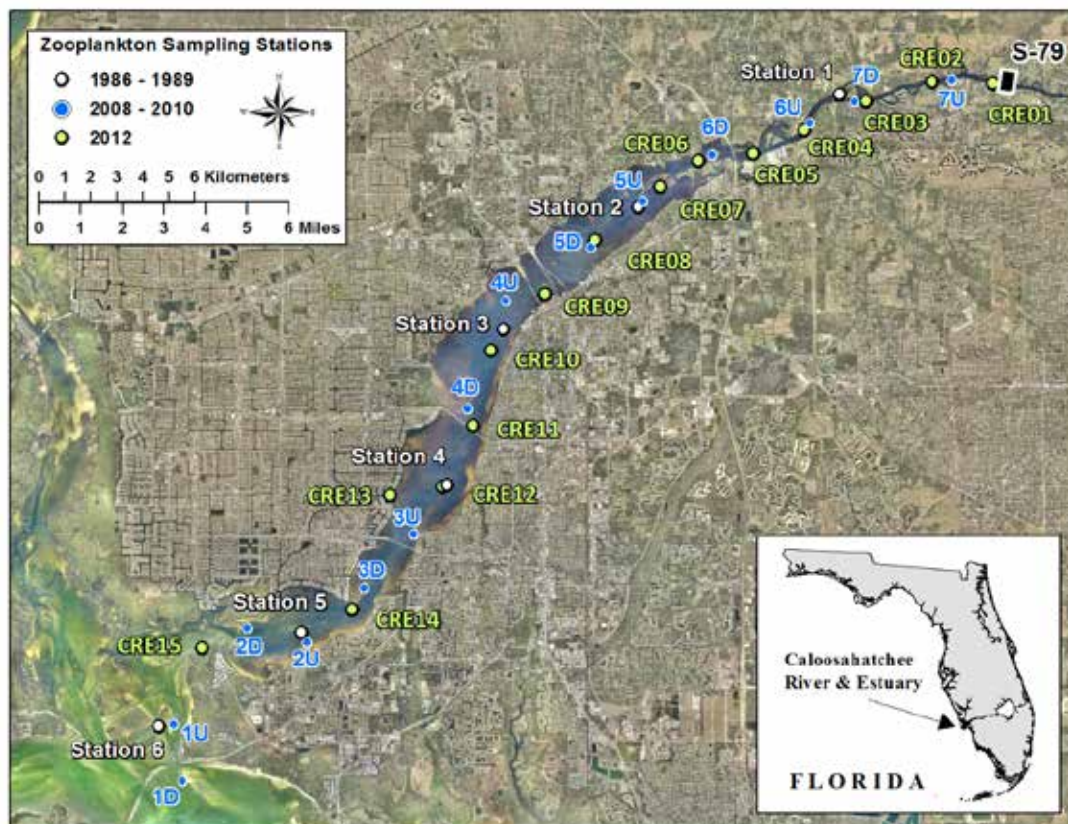 Zooplankton Sampling Stations
1986 - 1989
2008 - 2010
2012
N
0 1 2 3 4 5 6 Kilometers
0 1 2 3 4 5 6 Miles
S-79
CRE02
Station 1
7D
7U
CRE01
6U
CRE03
CRE04
6D
CRE06
CRE05
5U
CRE07
Station 2
5D
CRE08
4U
CRE09
Station 3
CRE10
4D
CRE11
Station 4
CRE13
CRE12
3U
3D
Station 5
CRE14
CRE15
2D
2U
1U
Station 6
1D
Caloosahatchee
River & Estuary
FLORIDA